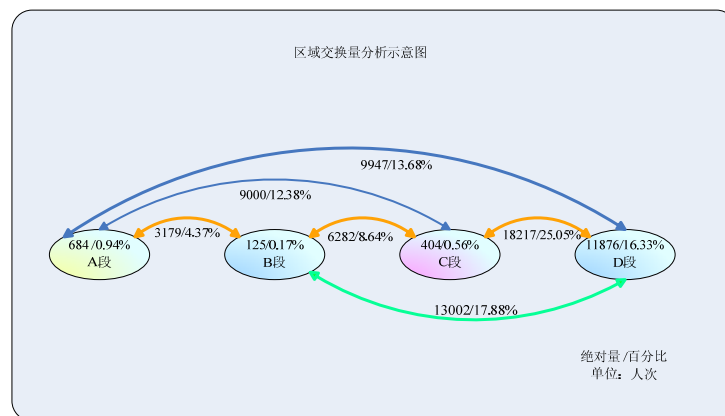 区域交换量分析示意图
9947/13.68%
9000/12.38%
3179/4.37%
6282/8.64%
18217/25.05%
684/0.94%
A段
125/0.17%
B段
404/0.56%
C段
11876/16.33%
D段
13002/17.88%
绝对量/百分比
单位：人次